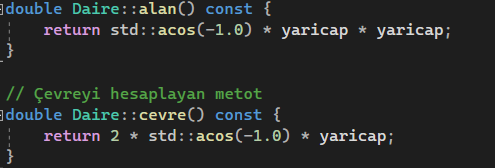 double Daire::alan() const {
    return std::acos(-1.0) * yaricap * yaricap;
}

// Çevreyi hesaplayan metot
double Daire::cevre() const {
    return 2 * std::acos(-1.0) * yaricap;
}